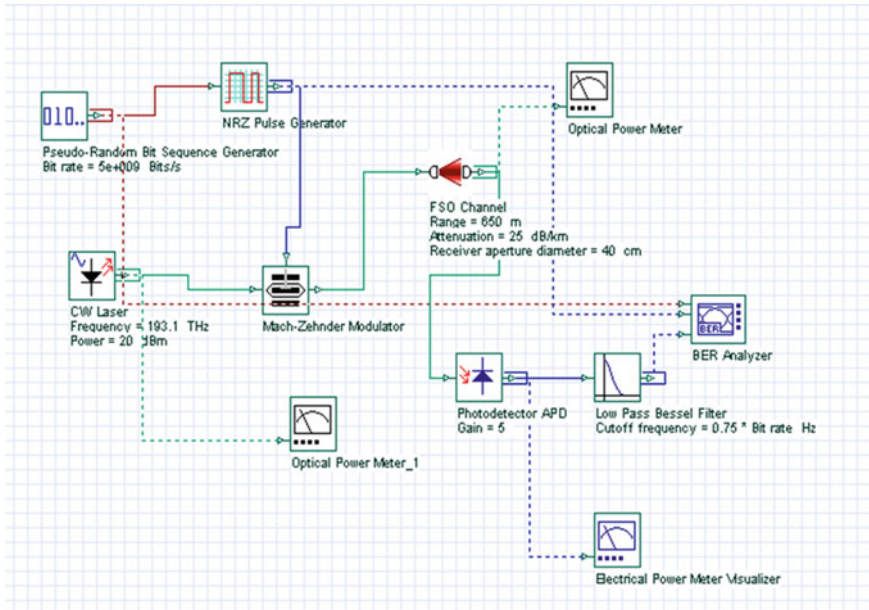 010..
NRZ Pulse Generator
Pseudo-Random Bit Sequence Generator
Bit rate = 5e+009 Bits/s
Optical Power Meter
FSO Channel
Range = 650 m
Attenuation = 25 dB/km
Receiver aperture diameter = 40 cm
CW Laser
Frequency = 193.1 THz
Power = 20 dBm
Mach-Zehnder Modulator
BER
BER Analyzer
Photodetector APD
Gain = 5
Low Pass Bessel Filter
Cutoff frequency = 0.75 * Bit rate Hz
Optical Power Meter_1
Electrical Power Meter Visualizer